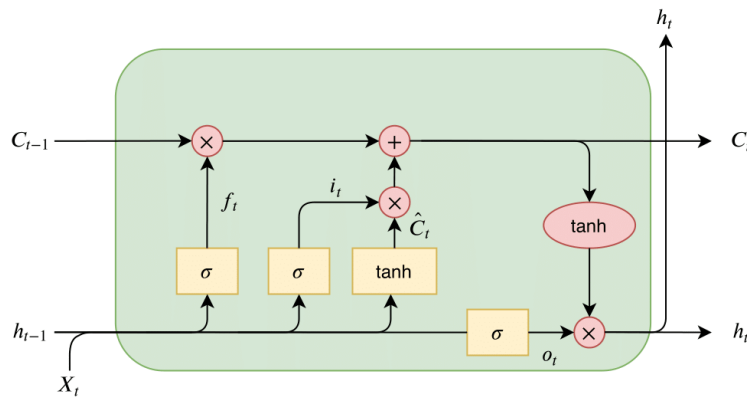 h_t
C_{t-1} × + C_t
f_t i_t ×
Ĉ_t tanh
σ σ tanh
h_{t-1} σ × h_t
o_t
X_t